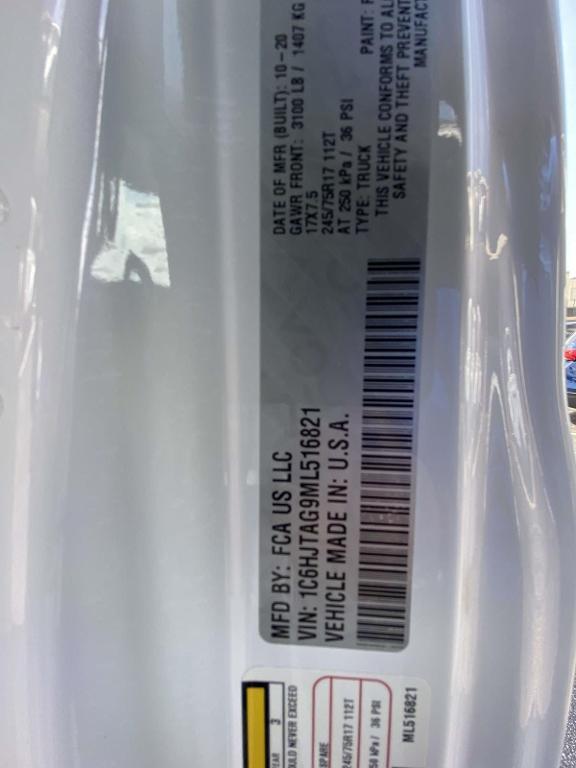 MFD BY: FCA US LLC
DATE OF MFR (BUILT): 10-20
VIN: 1C6HJTAG9ML516821
GAWR FRONT: 3100 LB / 1407 KG
VEHICLE MADE IN: U.S.A.
17X7.5
245/75R17 112T
AT 250 kPa / 36 PSI
TYPE: TRUCK
PAINT:
THIS VEHICLE CONFORMS TO
SAFETY AND THEFT PREVENT
MANUFACT
3
NEVER EXCEED
SPARE
245/75R17 112T
kPa / 36 PSI
ML516821